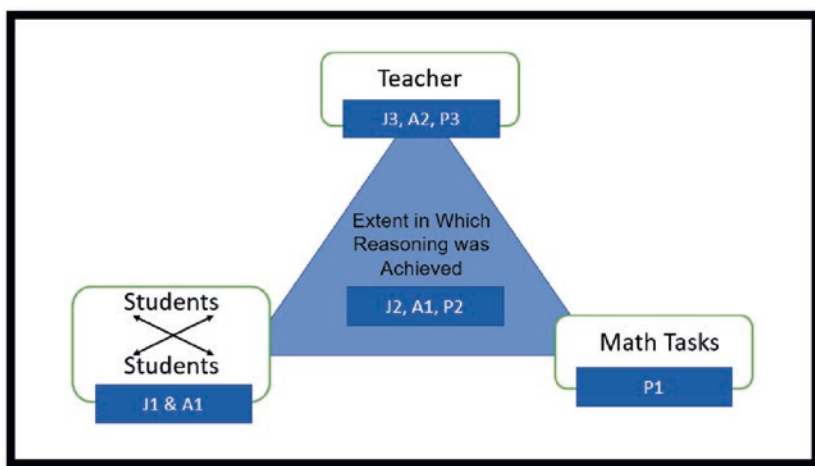 Teacher
J3, A2, P3
Extent in Which
Reasoning was
Achieved
J2, A1, P2
Students
Students
J1 & A1
Math Tasks
P1